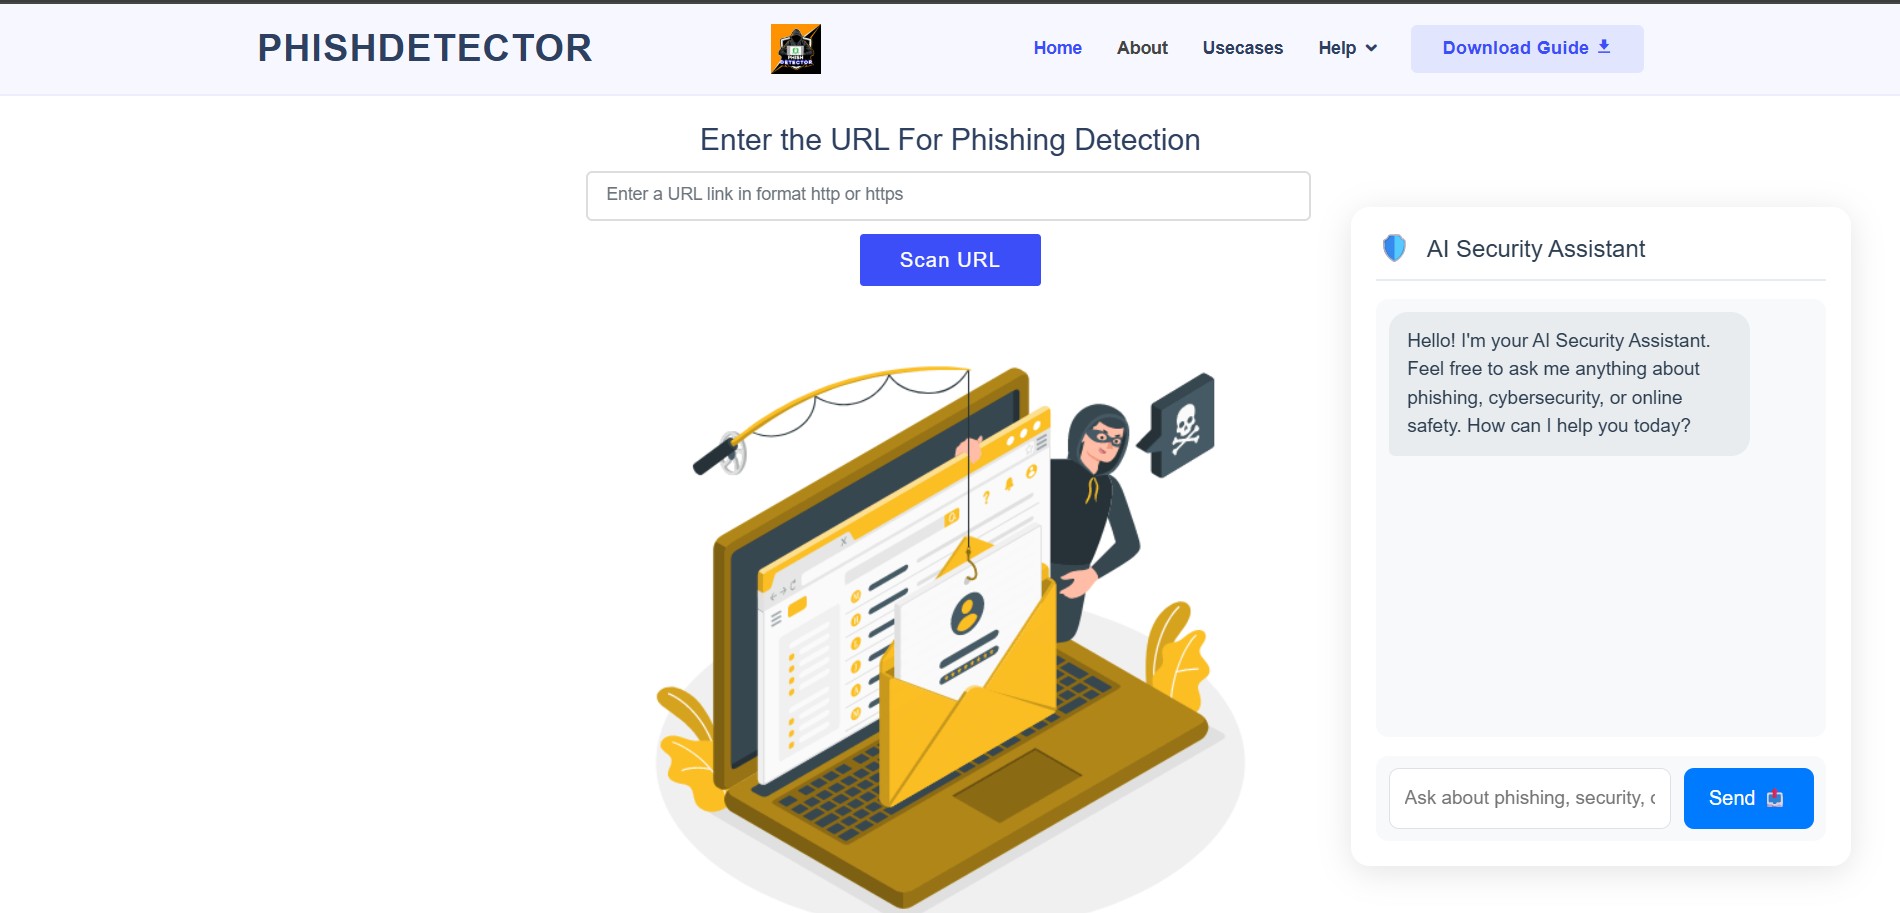 PHISHDETECTOR
PHISH
DETECTOR
Home
About
Usecases
Help
Download Guide
Enter the URL For Phishing Detection
Enter a URL link in format http or https
Scan URL
AI Security Assistant
Hello! I'm your AI Security Assistant.
Feel free to ask me anything about
phishing, cybersecurity, or online
safety. How can I help you today?
Ask about phishing, security, c
Send